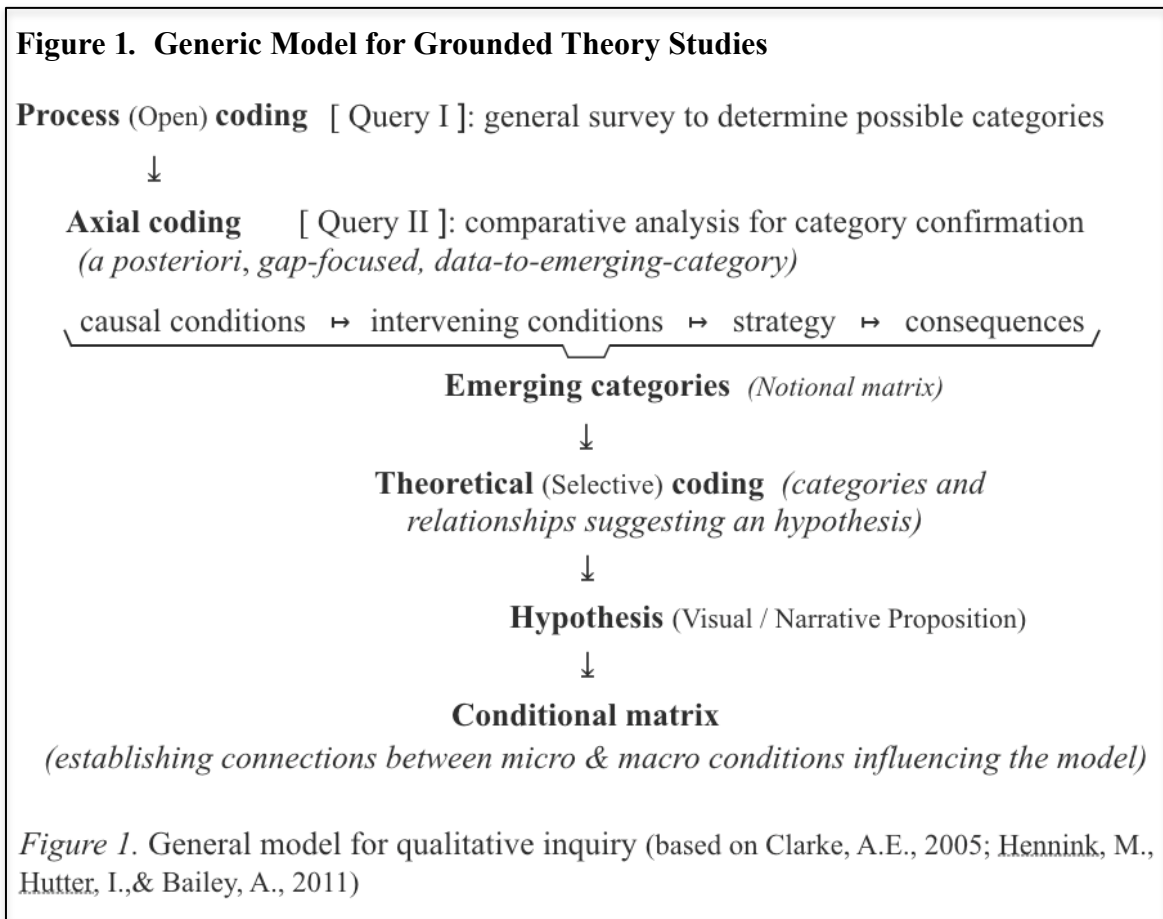 Figure 1. Generic Model for Grounded Theory Studies
Process (Open) coding [ Query I ]: general survey to determine possible categories
↓
Axial coding [ Query II ]: comparative analysis for category confirmation
(a posteriori, gap-focused, data-to-emerging-category)
causal conditions ↦ intervening conditions ↦ strategy ↦ consequences
Emerging categories (Notional matrix)
↓
Theoretical (Selective) coding (categories and
relationships suggesting an hypothesis)
↓
Hypothesis (Visual / Narrative Proposition)
↓
Conditional matrix
(establishing connections between micro & macro conditions influencing the model)
Figure 1. General model for qualitative inquiry (based on Clarke, A.E., 2005; Hennink, M.,
Hutter, I.,& Bailey, A., 2011)